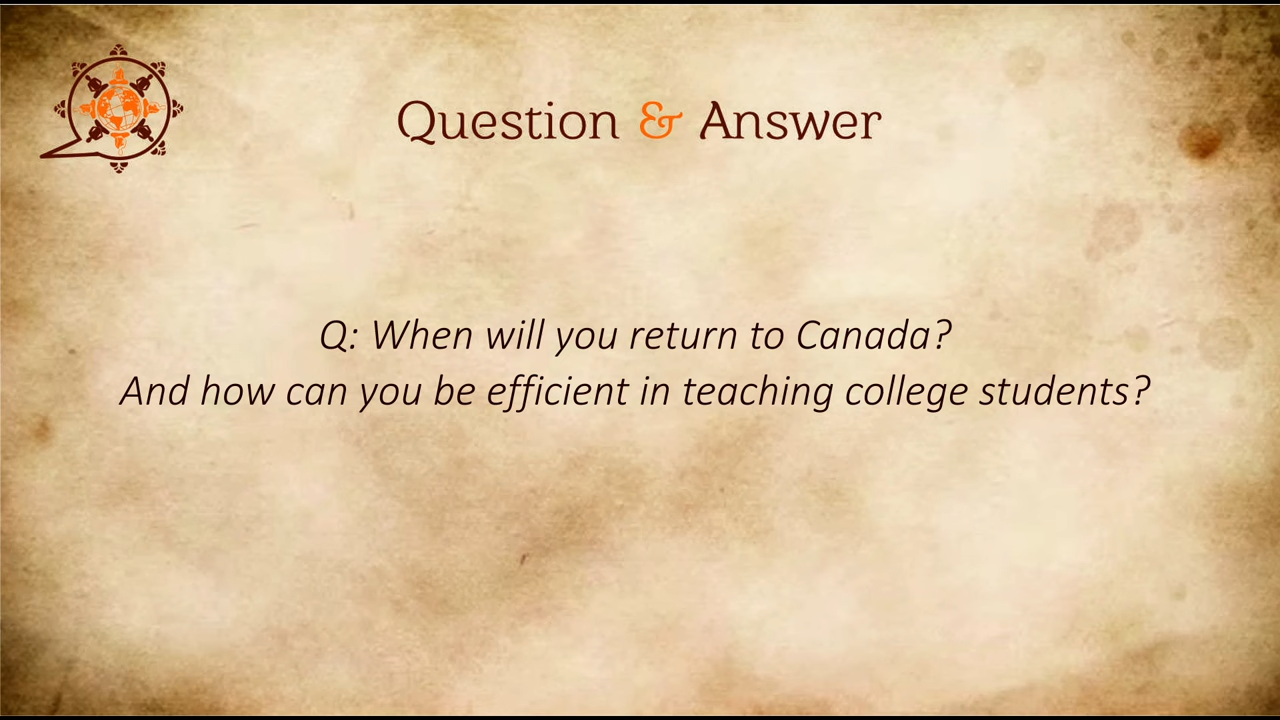 Question & Answer
Q: When will you return to Canada?
And how can you be efficient in teaching college students?